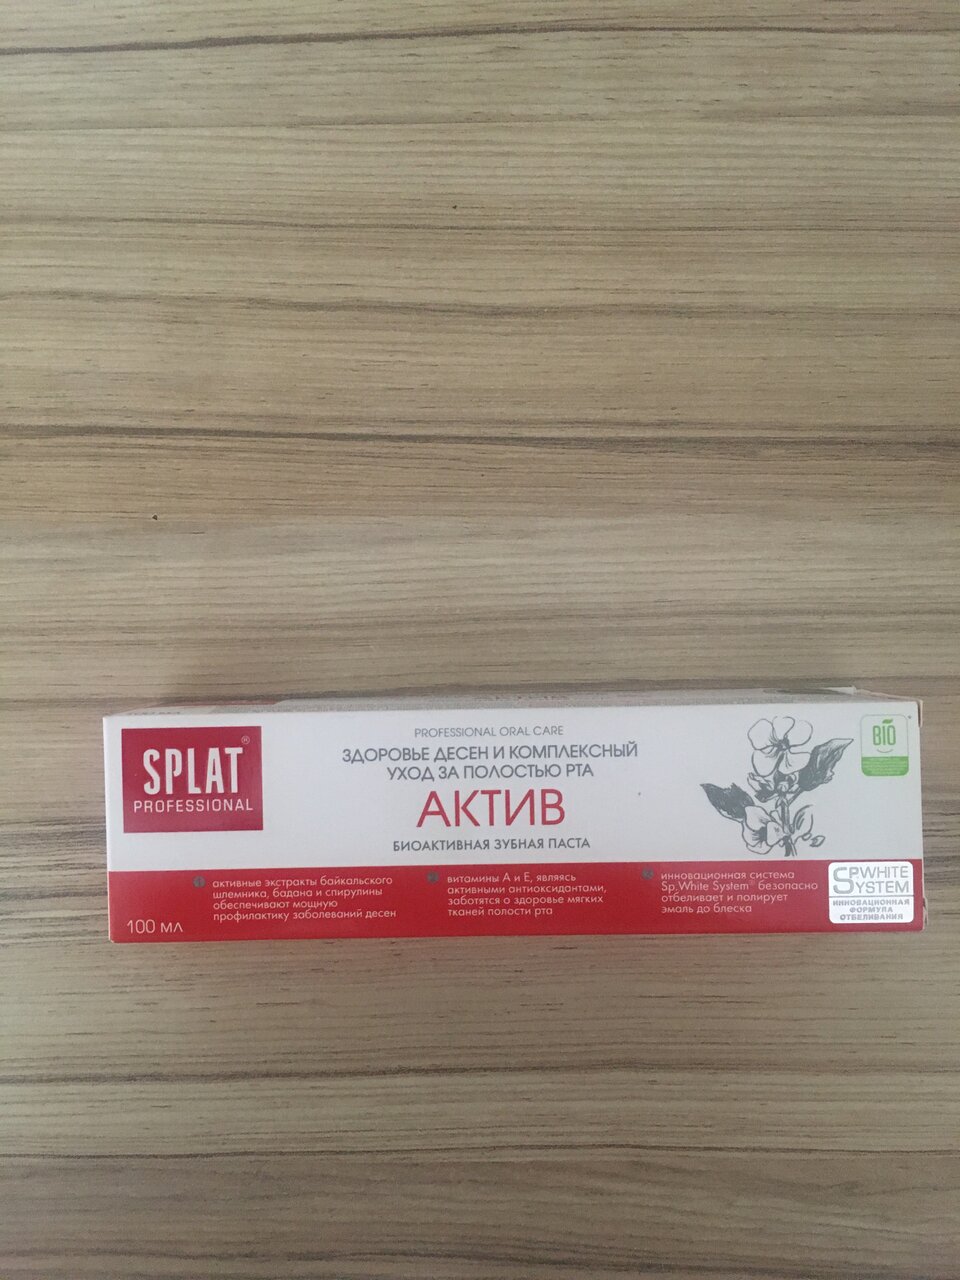 SPLAT®
PROFESSIONAL
PROFESSIONAL ORAL CARE
ЗДОРОВЬЕ ДЕСЕН И КОМПЛЕКСНЫЙ
УХОД ЗА ПОЛОСТЬЮ РТА
АКТИВ
БИОАКТИВНАЯ ЗУБНАЯ ПАСТА
BIO
1 активные экстракты байкальского
шлемника, бадана и спирулины
обеспечивают мощную
профилактику заболеваний десен
2 витамины А и Е, являясь
активными антиоксидантами,
заботятся о здоровье мягких
тканей полости рта
3 инновационная система
Sp.White System® безопасно
отбеливает и полирует
эмаль до блеска
SP.WHITE
SYSTEM
ИННОВАЦИОННАЯ
ФОРМУЛА
ОТБЕЛИВАНИЯ
100 мл